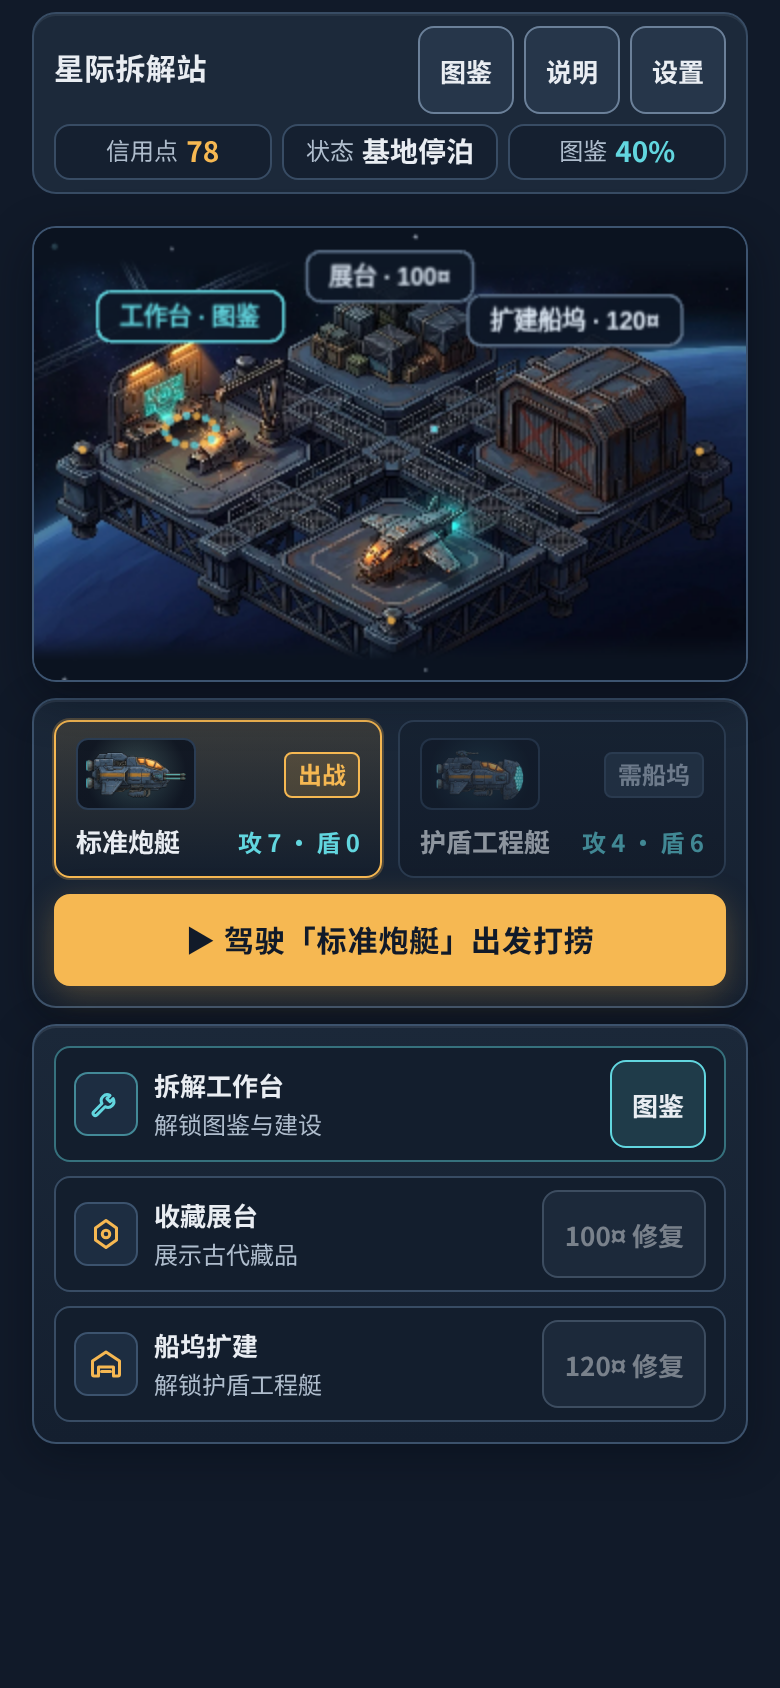 星际拆解站
图鉴 说明 设置
信用点 78 状态 基地停泊 图鉴 40%
展台 · 100¤
工作台 · 图鉴
扩建船坞 · 120¤
出战 需船坞
标准炮艇 攻 7 · 盾 0 护盾工程艇 攻 4 · 盾 6
▶ 驾驶「标准炮艇」出发打捞
拆解工作台
解锁图鉴与建设
图鉴
收藏展台
展示古代藏品
100¤ 修复
船坞扩建
解锁护盾工程艇
120¤ 修复